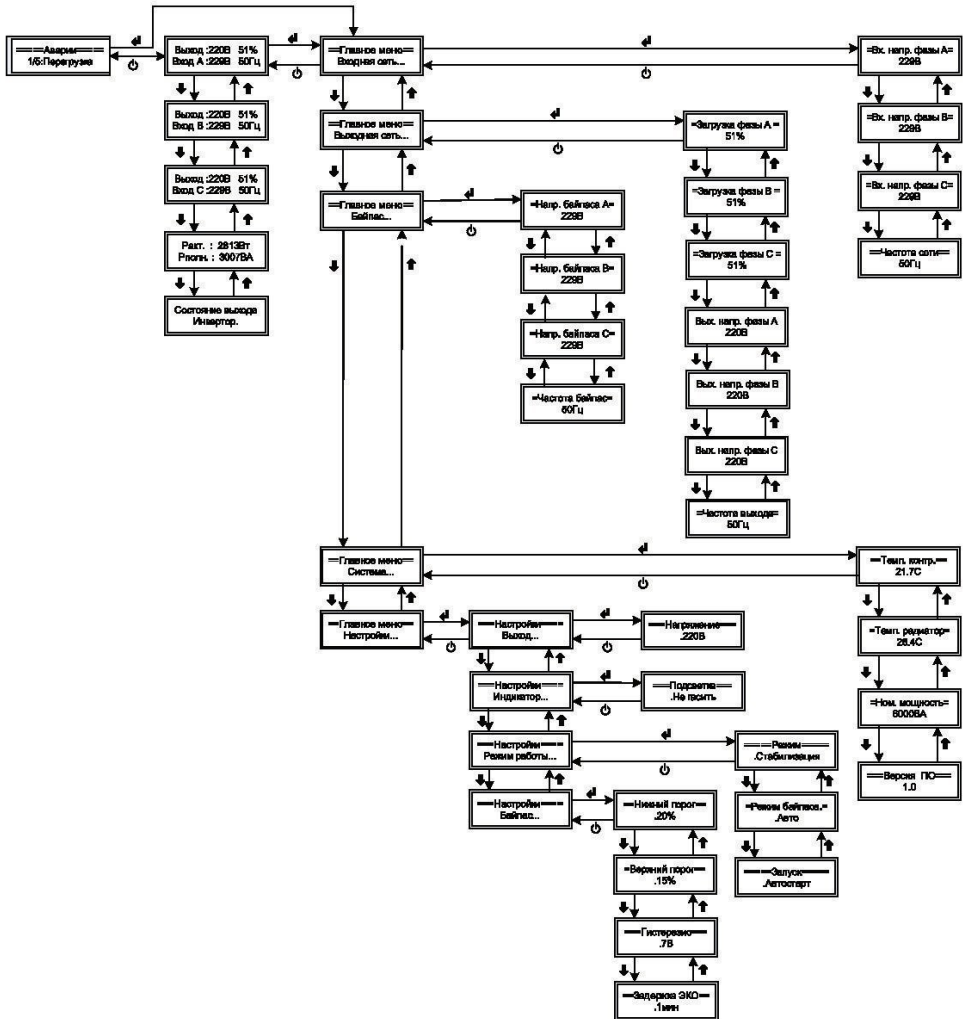 ====Аварии====
1/5:Перегрузка
Выход :220В 51%
Вход А :229В 50Гц
Выход :220В 51%
Вход В :229В 50Гц
Выход :220В 51%
Вход С :229В 50Гц
Pакт. : 2813Вт
Pполн. : 3007ВА
Состояние выхода
Инвертор.
==Главное меню==
Входная сеть...
==Главное меню==
Выходная сеть...
==Главное меню==
Байпас...
==Главное меню==
Система...
==Главное меню==
Настройки...
=Вх. напр. фазы А=
229В
=Вх. напр. фазы В=
229В
=Вх. напр. фазы С=
229В
==Частота сети==
50Гц
=Загрузка фазы А =
51%
=Загрузка фазы В =
51%
=Загрузка фазы С =
51%
Вых. напр. фазы А
220В
Вых. напр. фазы В
220В
Вых. напр. фазы С
220В
=Частота выхода=
50Гц
=Напр. байпаса А=
229В
=Напр. байпаса В=
229В
=Напр. байпаса С=
229В
=Частота байпас=
50Гц
==Темп. контр.==
21.7С
=Темп. радиатор=
26.4С
=Ном. мощность=
6000ВА
===Версия ПО===
1.0
===Настройки====
Выход...
===Настройки====
Индикатор...
===Настройки====
Режим работы...
===Настройки====
Байпас...
===Напряжение===
.220В
===Подсветка===
.Не гасить
=====Режим=====
.Стабилизация
=Режим байпаса.=
.Авто
=====Запуск=====
.Автостарт
==Нижний порог==
.20%
=Верхний порог==
.15%
===Гистерезис===
.7В
==Задержка ЭКО==
.1мин